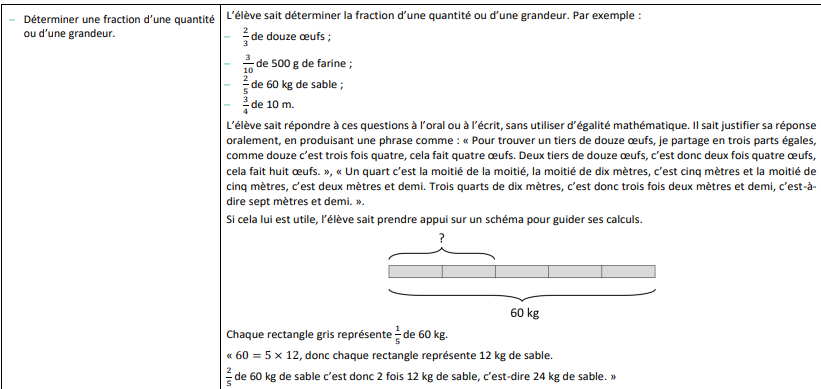 − Déterminer une fraction d’une quantité
ou d’une grandeur.
L’élève sait déterminer la fraction d’une quantité ou d’une grandeur. Par exemple :
− 2/3 de douze œufs ;
− 3/10 de 500 g de farine ;
− 2/5 de 60 kg de sable ;
− 3/4 de 10 m.
L’élève sait répondre à ces questions à l’oral ou à l’écrit, sans utiliser d’égalité mathématique. Il sait justifier sa réponse
oralement, en produisant une phrase comme : « Pour trouver un tiers de douze œufs, je partage en trois parts égales,
comme douze c’est trois fois quatre, cela fait quatre œufs. Deux tiers de douze œufs, c’est donc deux fois quatre œufs,
cela fait huit œufs. », « Un quart c’est la moitié de la moitié, la moitié de dix mètres, c’est cinq mètres et la moitié de
cinq mètres, c’est deux mètres et demi. Trois quarts de dix mètres, c’est donc trois fois deux mètres et demi, c’est-à-
dire sept mètres et demi. ».
Si cela lui est utile, l’élève sait prendre appui sur un schéma pour guider ses calculs.
?
60 kg
Chaque rectangle gris représente 1/5 de 60 kg.
« 60 = 5 × 12, donc chaque rectangle représente 12 kg de sable.
2/5 de 60 kg de sable c’est donc 2 fois 12 kg de sable, c’est-dire 24 kg de sable. »